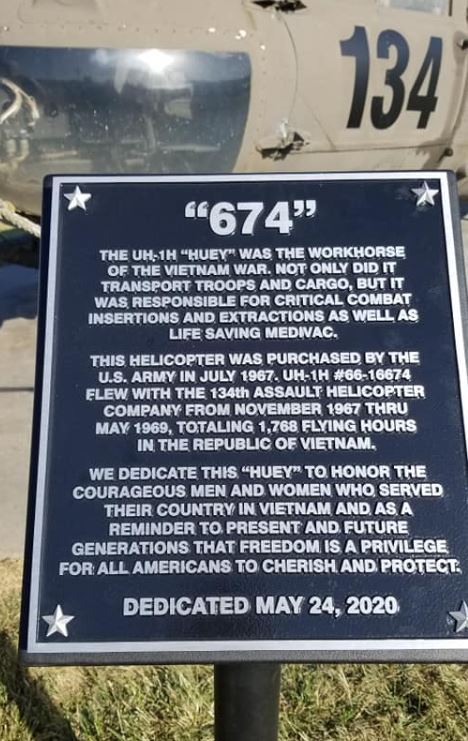 134
“674”
THE UH-1H “HUEY” WAS THE WORKHORSE
OF THE VIETNAM WAR. NOT ONLY DID IT
TRANSPORT TROOPS AND CARGO, BUT IT
WAS RESPONSIBLE FOR CRITICAL COMBAT
INSERTIONS AND EXTRACTIONS AS WELL AS
LIFE SAVING MEDIVAC.
THIS HELICOPTER WAS PURCHASED BY THE
U.S. ARMY IN JULY 1967. UH-1H #66-16674
FLEW WITH THE 134th ASSAULT HELICOPTER
COMPANY FROM NOVEMBER 1967 THRU
MAY 1969, TOTALING 1,768 FLYING HOURS
IN THE REPUBLIC OF VIETNAM.
WE DEDICATE THIS “HUEY” TO HONOR THE
COURAGEOUS MEN AND WOMEN WHO SERVED
THEIR COUNTRY IN VIETNAM AND AS A
REMINDER TO PRESENT AND FUTURE
GENERATIONS THAT FREEDOM IS A PRIVILEGE
FOR ALL AMERICANS TO CHERISH AND PROTECT.
DEDICATED MAY 24, 2020